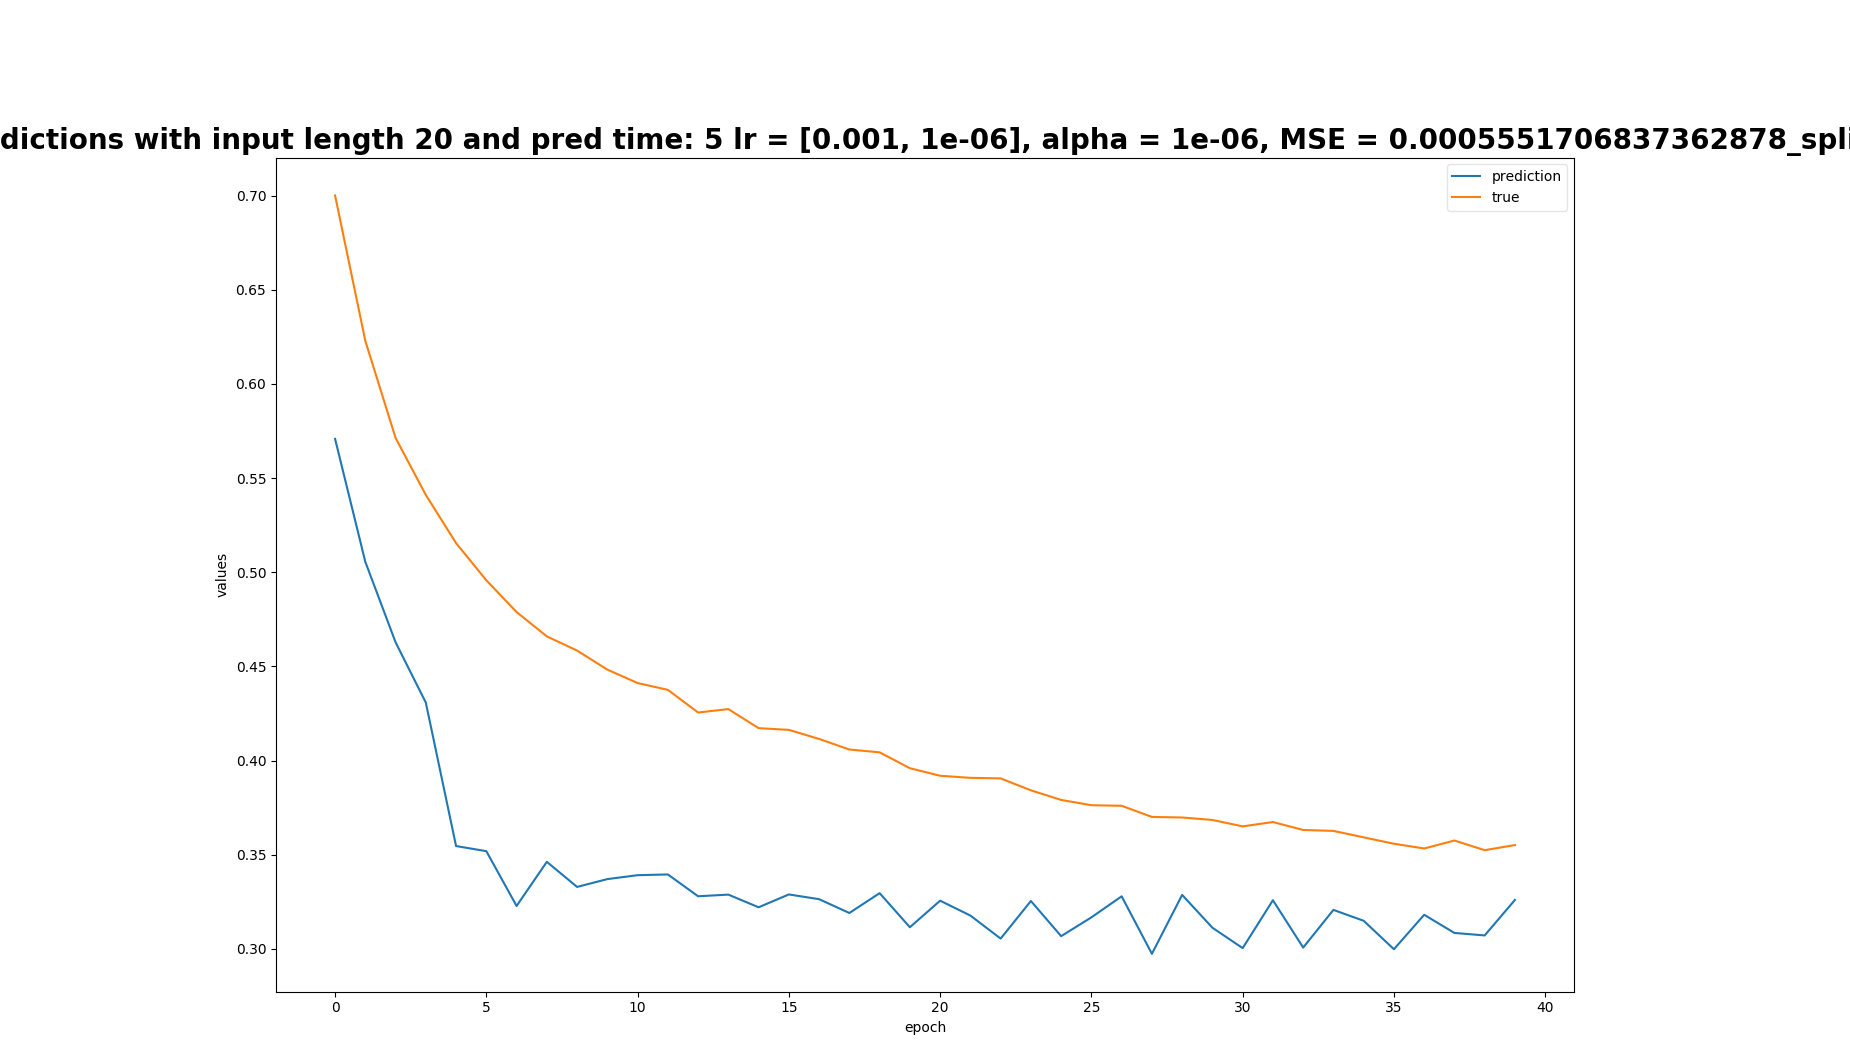 dictions with input length 20 and pred time: 5 lr = [0.001, 1e-06], alpha = 1e-06, MSE = 0.0005551706837362878_spli
prediction
true
0.70
0.65
0.60
0.55
0.50
0.45
0.40
0.35
0.30
values
0 5 10 15 20 25 30 35 40
epoch